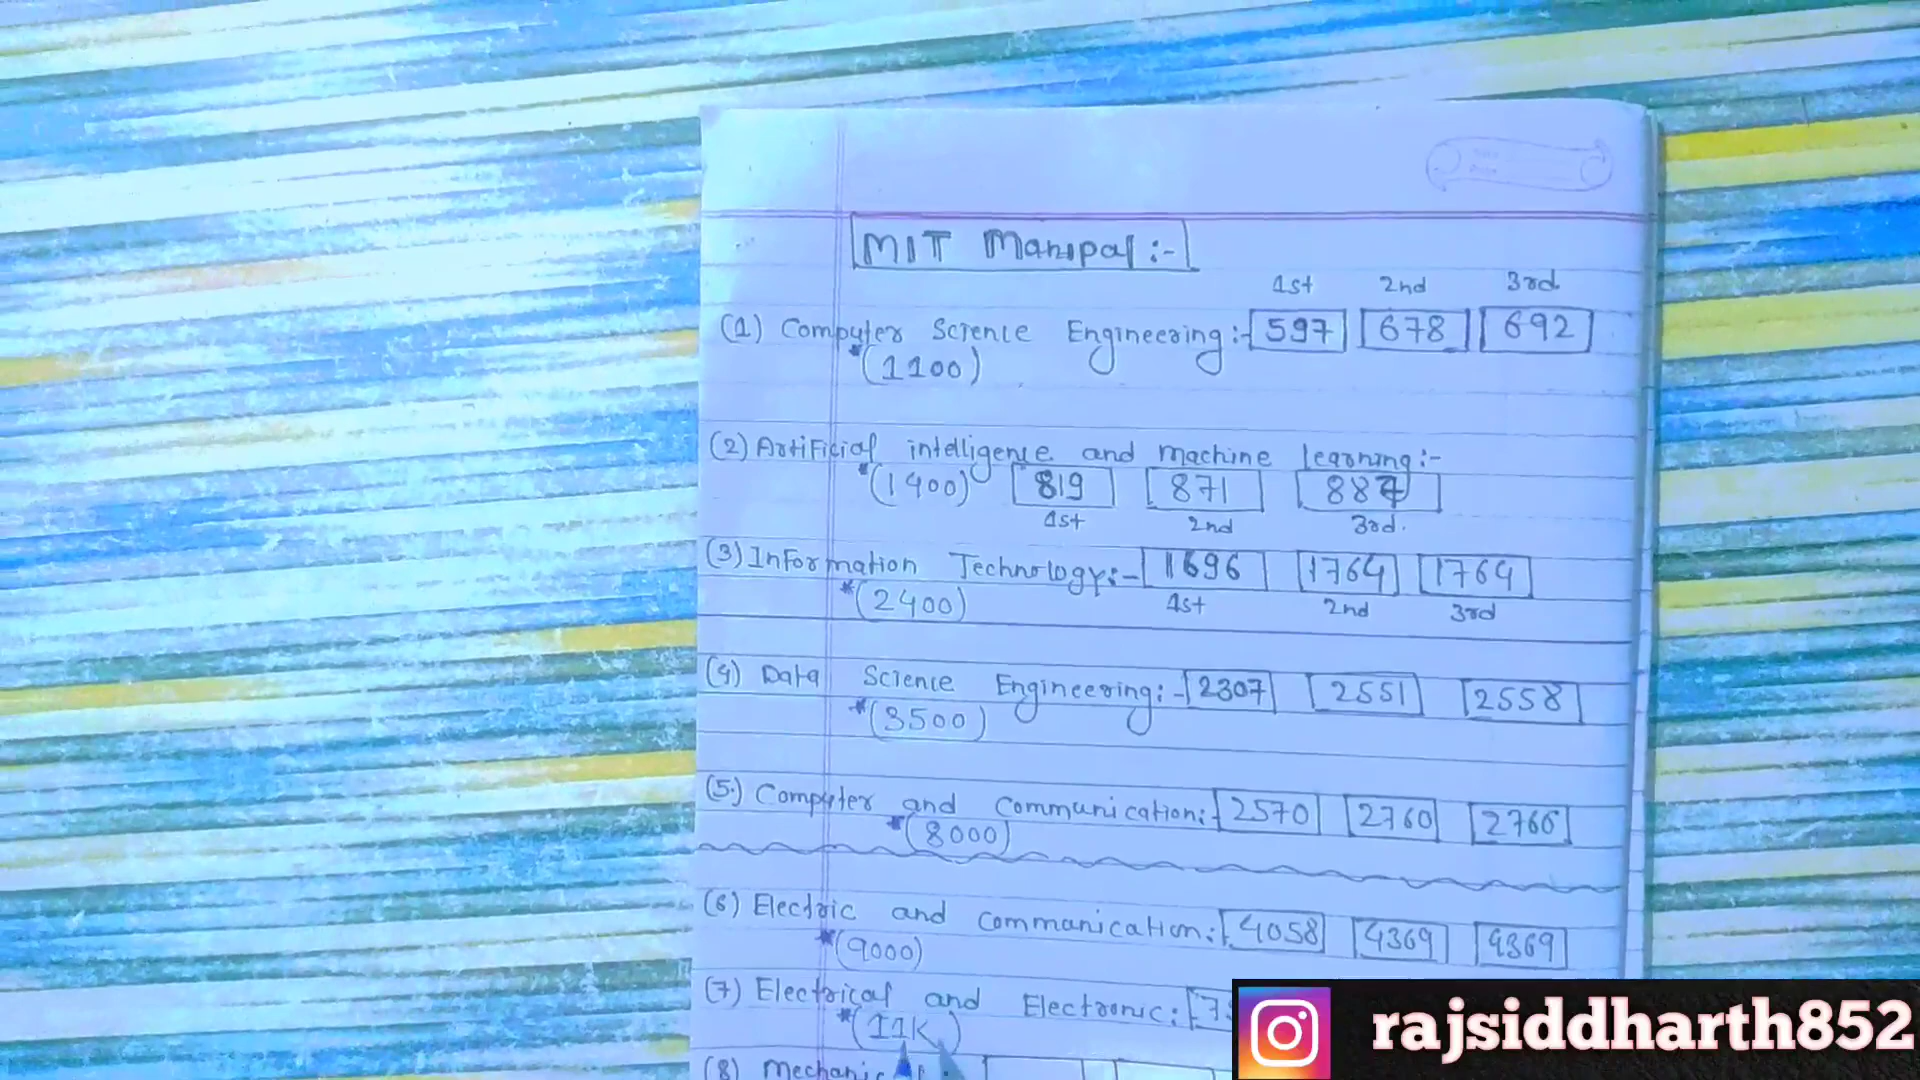 MIT Manipal :-
1st 2nd 3rd
(1) Computer Science Engineering:- 597 678 692
*(1100)
(2) Artificial intelligence and machine learning:-
*(1400) 819 871 887
1st 2nd 3rd.
(3) Information Technology:- 1696 1764 1764
*(2400) 1st 2nd 3rd
(4) Data Science Engineering:- 2307 2551 2558
*(3500)
(5.) Computer and Communication:- 2570 2760 2760
*(8000)
(6) Electric and Commanication:- 4058 4369 4369
*(9000)
(7) Electrical and Electronic:-
*(11K)
(8)
rajsiddharth852